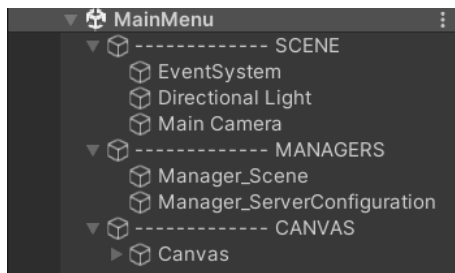 MainMenu
------------- SCENE
EventSystem
Directional Light
Main Camera
------------- MANAGERS
Manager_Scene
Manager_ServerConfiguration
------------- CANVAS
Canvas